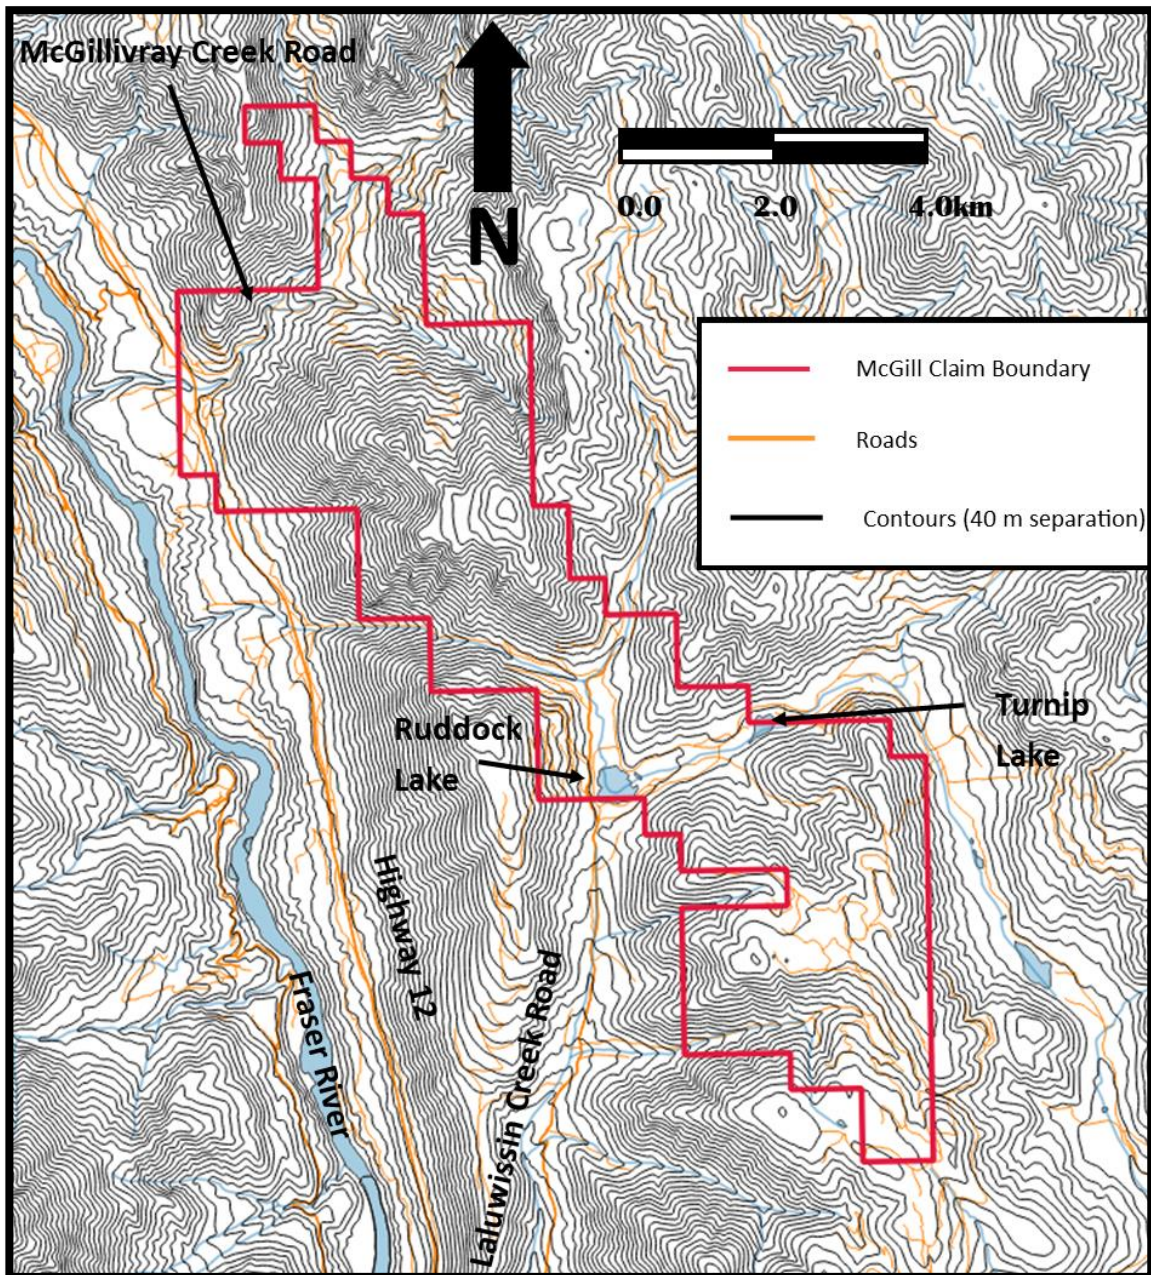 McGillivray Creek Road
N
0.0 2.0 4.0km
McGill Claim Boundary
Roads
Contours (40 m separation)
Ruddock
Lake
Turnip
Lake
Highway 12
Fraser River
Laluwissin Creek Road